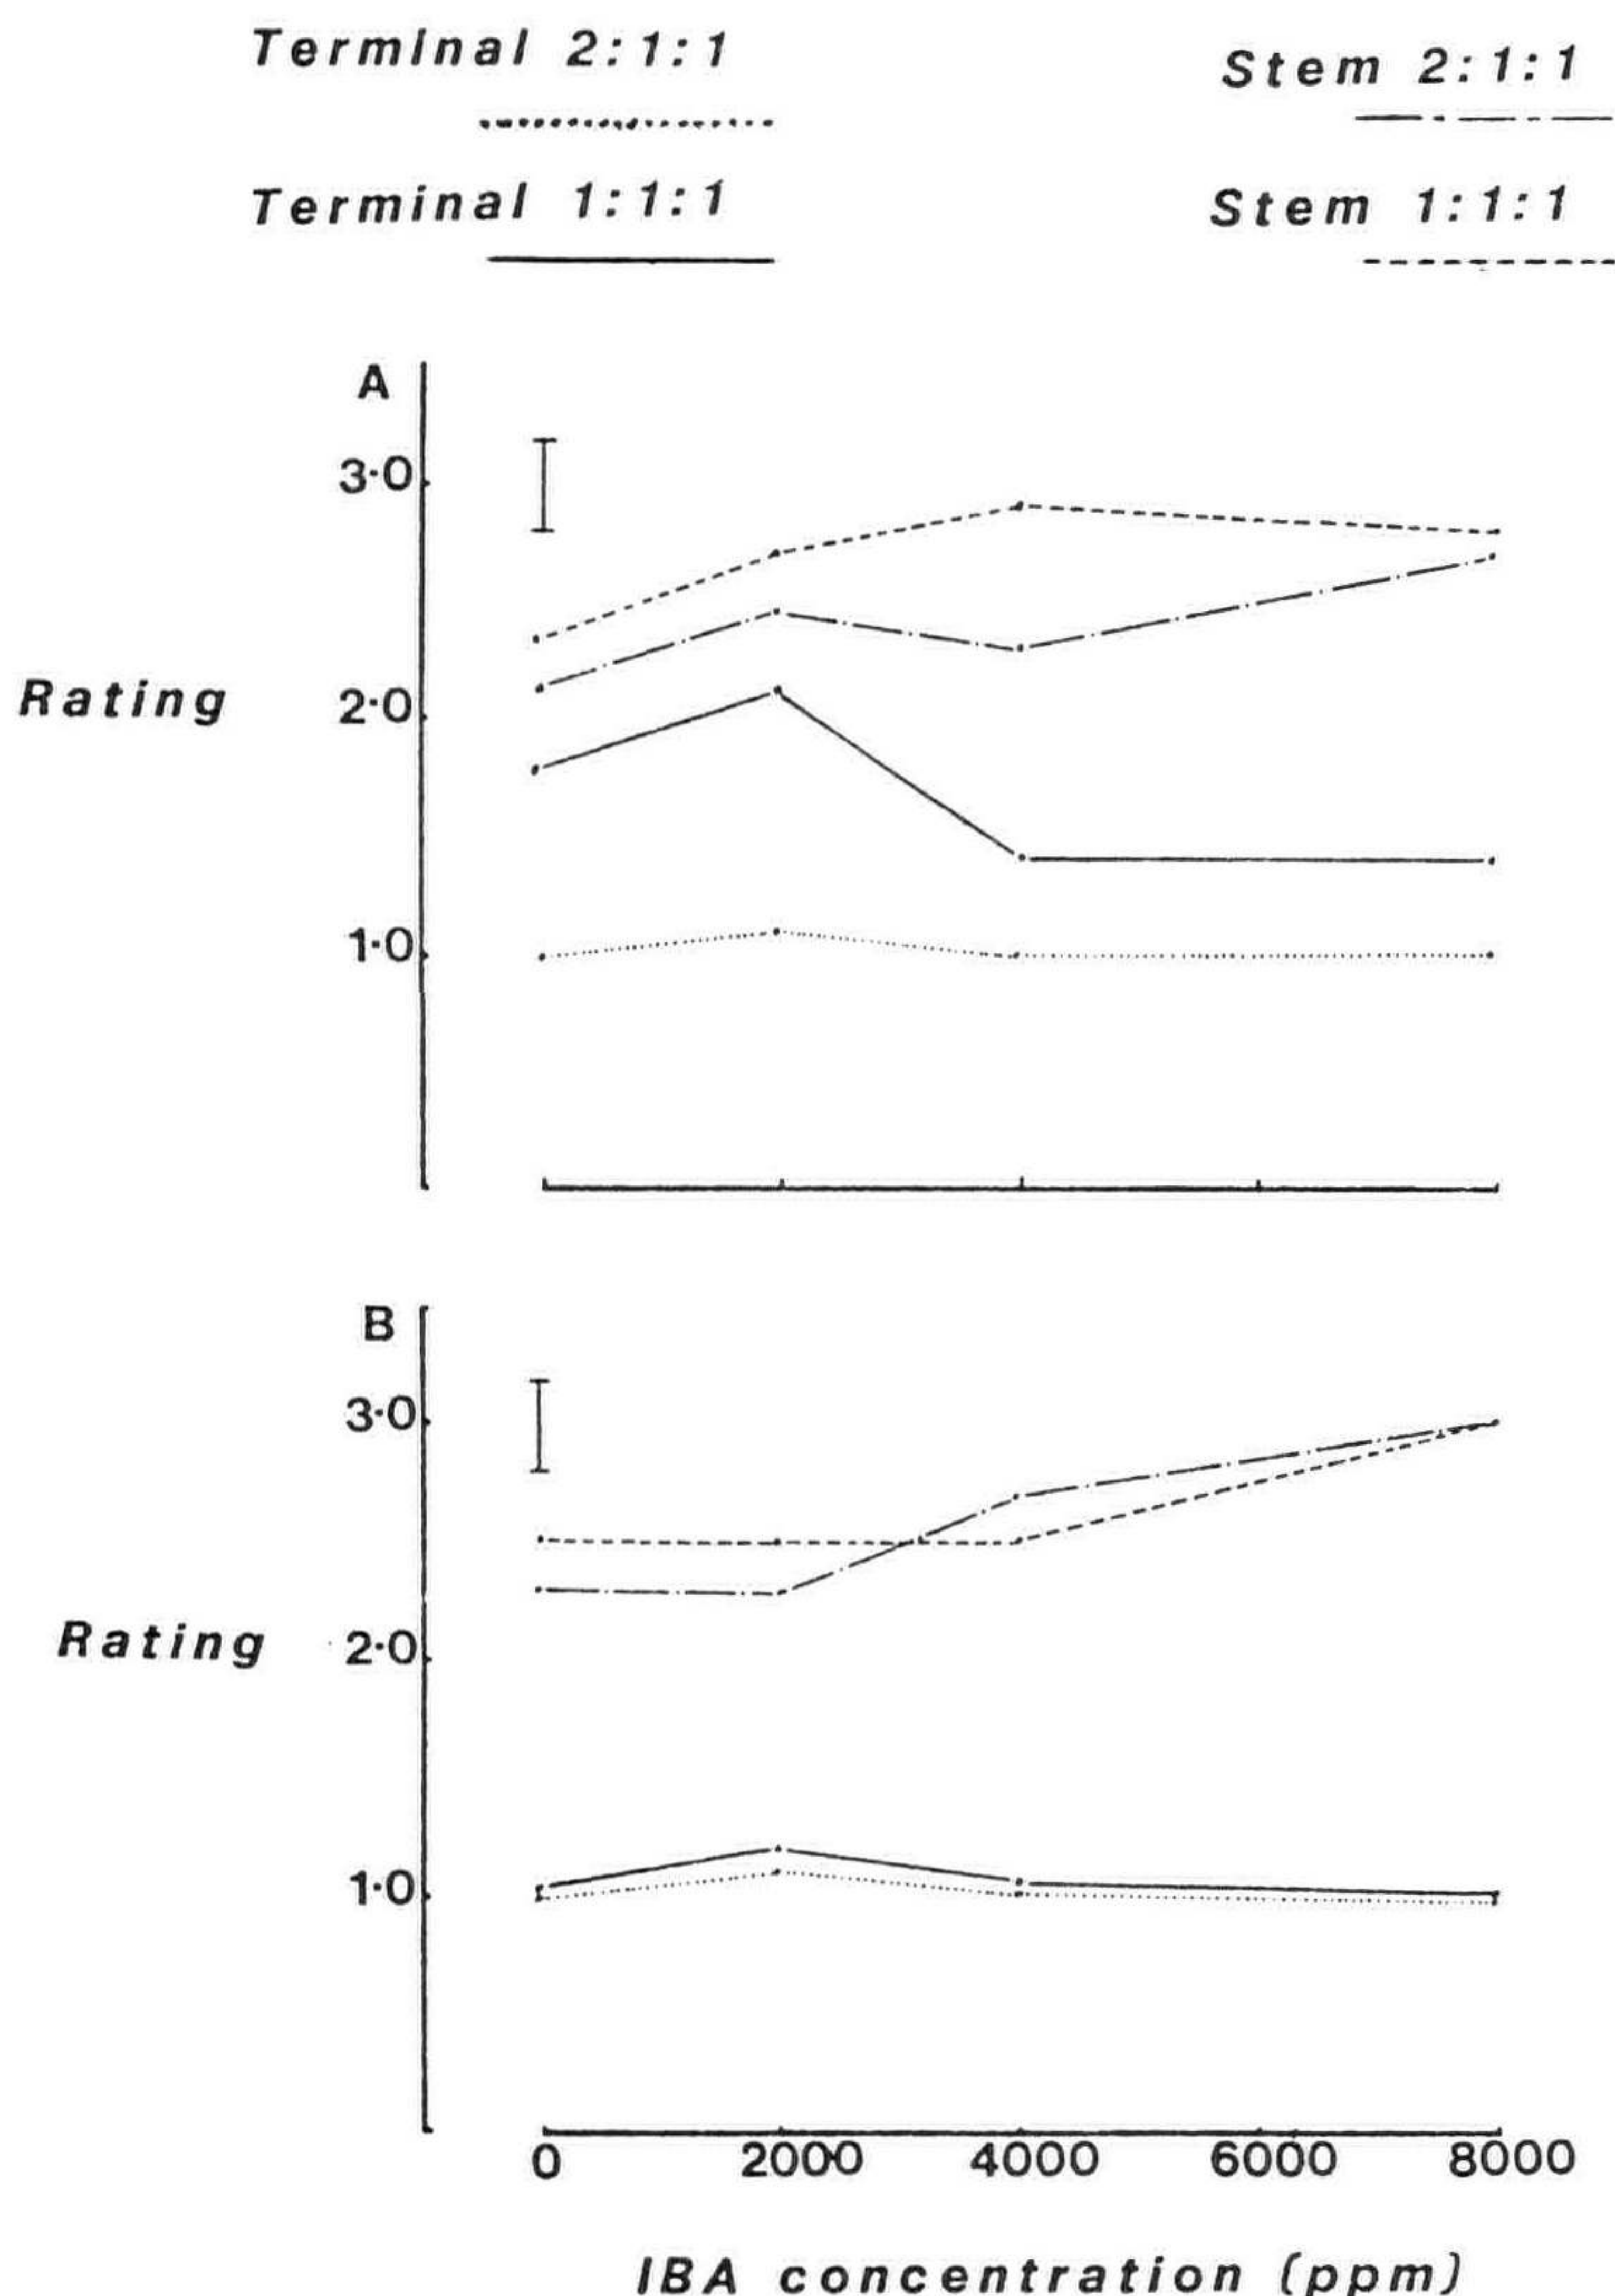 Terminal 2:1:1
Stem 2:1:1
Terminal 1:1:1
Stem 1:1:1
A
3·0
Rating 2·0
1·0
B
3·0
Rating 2·0
1·0
0 2000 4000 6000 8000
IBA concentration (ppm)